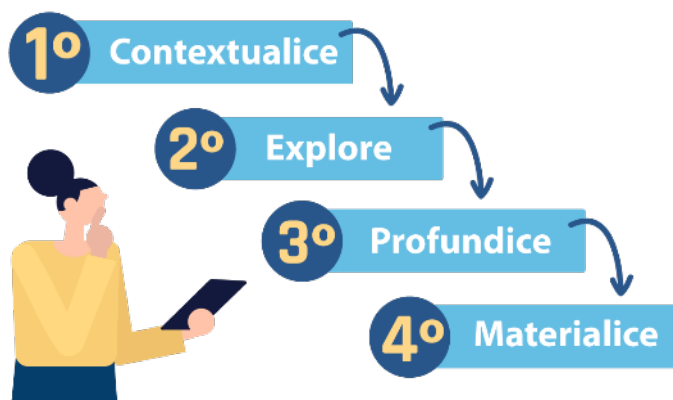 1º Contextualice
2º Explore
3º Profundice
4º Materialice